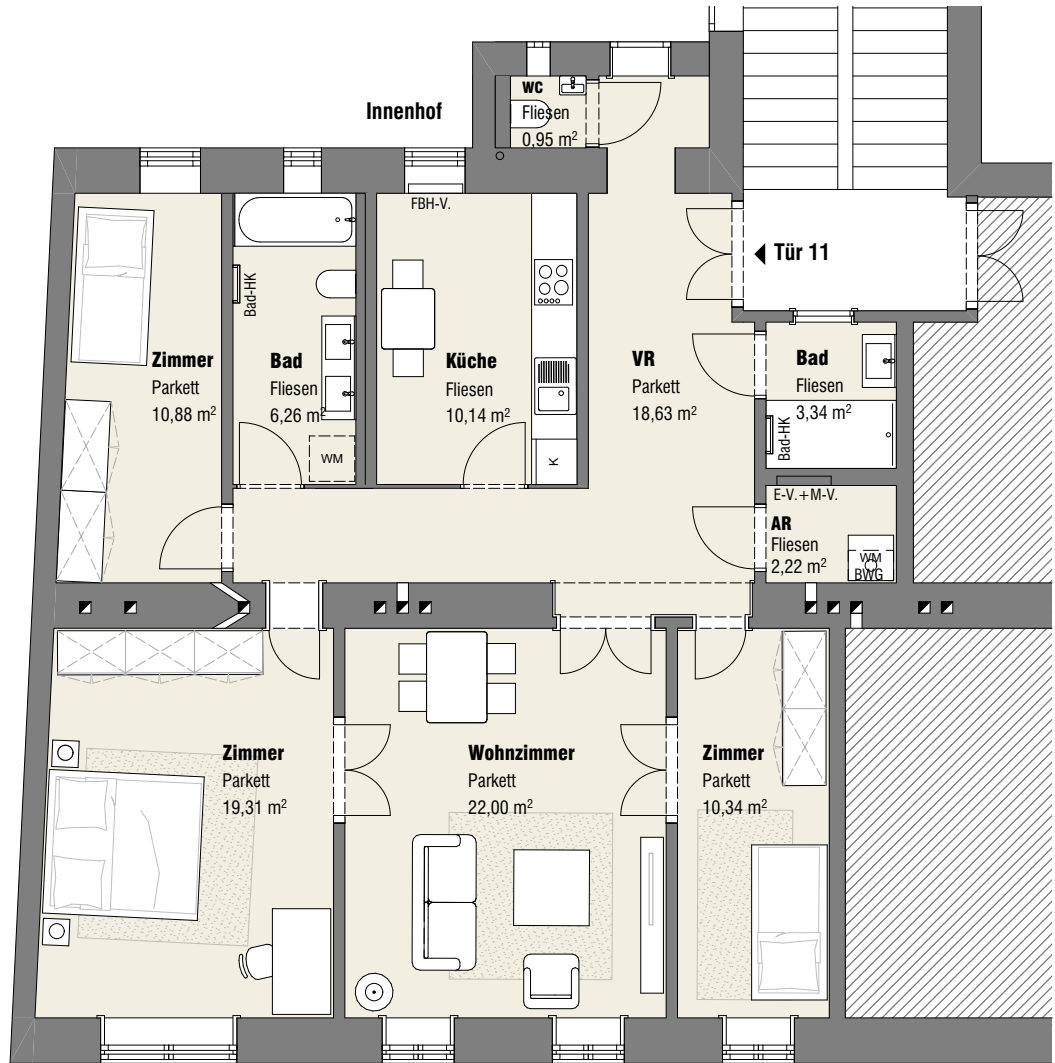 WC
Fliesen
0,95 m²
Innenhof
FBH-V.
Tür 11
Bad-HK
Zimmer
Parkett
10,88 m²
Bad
Fliesen
6,26 m²
WM
Küche
Fliesen
10,14 m²
K
VR
Parkett
18,63 m²
Bad
Fliesen
3,34 m²
Bad-HK
E-V.+M-V.
AR
Fliesen
2,22 m²
WM
BWG
Zimmer
Parkett
19,31 m²
Wohnzimmer
Parkett
22,00 m²
Zimmer
Parkett
10,34 m²